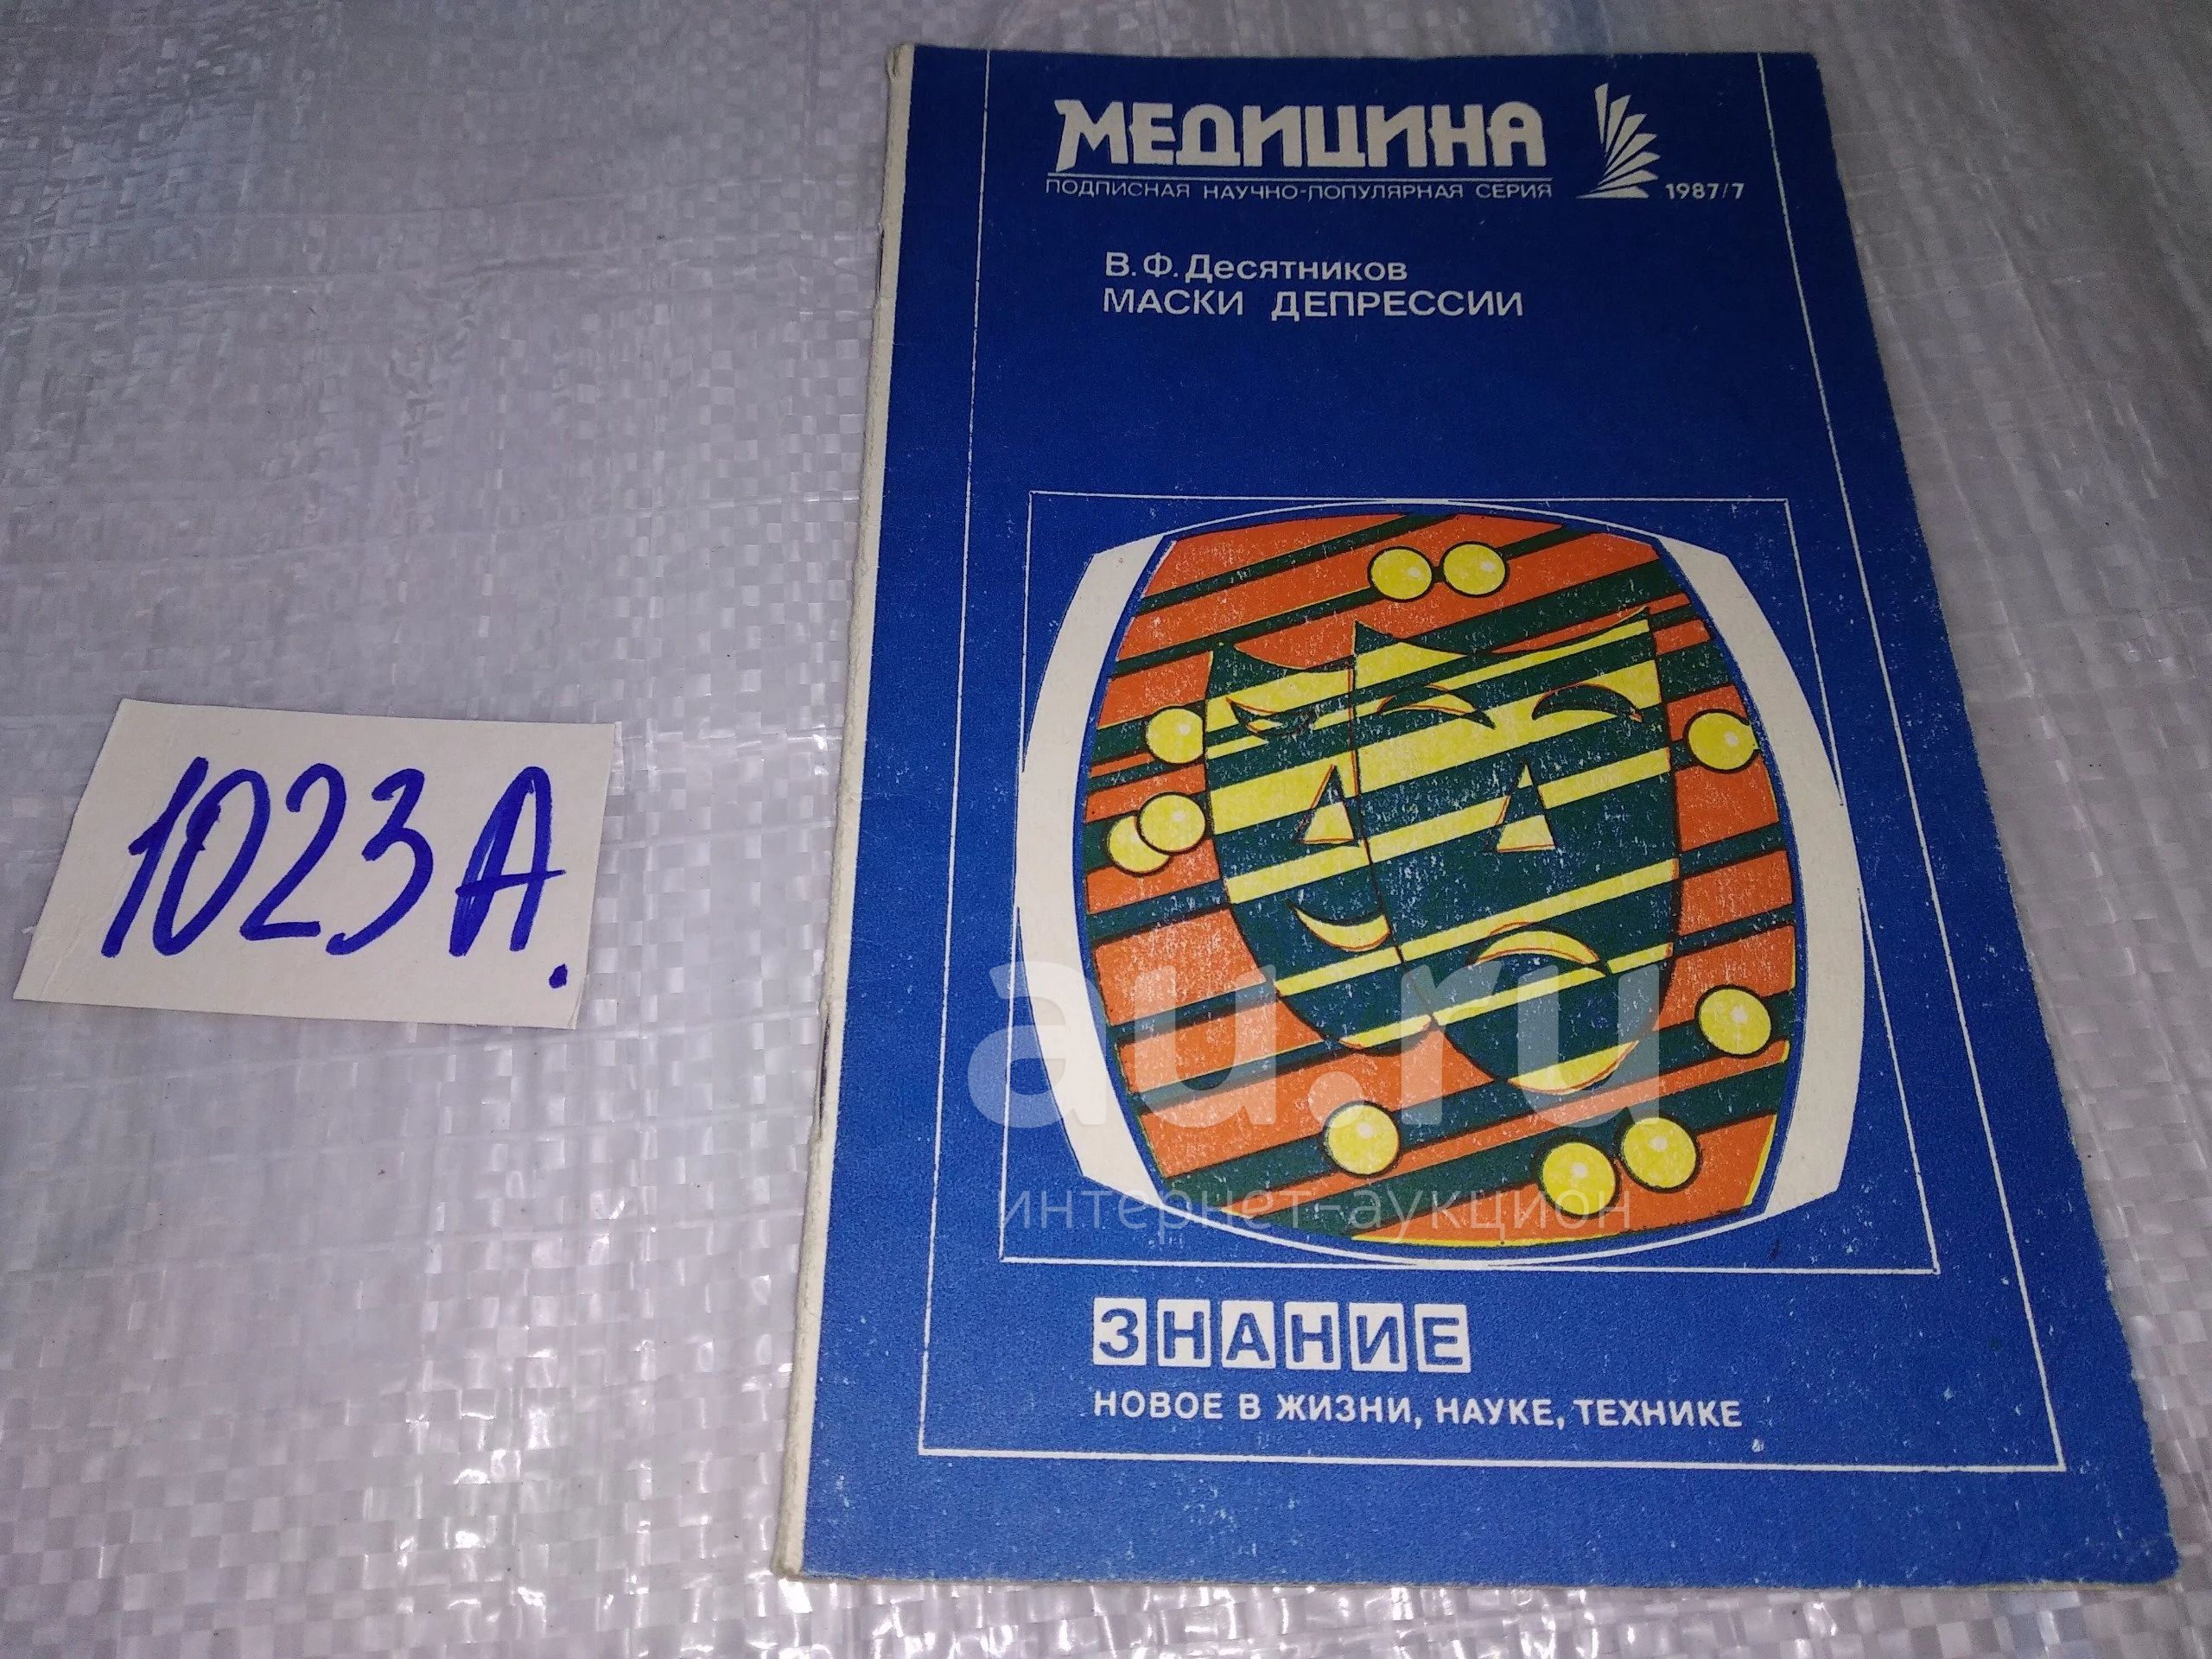 МЕДИЦИНА
ПОДПИСНАЯ НАУЧНО-ПОПУЛЯРНАЯ СЕРИЯ
1987/7
В. Ф. Десятников
МАСКИ ДЕПРЕССИИ
1023А.
au.ru
интернет-аукцион
ЗНАНИЕ
НОВОЕ В ЖИЗНИ, НАУКЕ, ТЕХНИКЕ